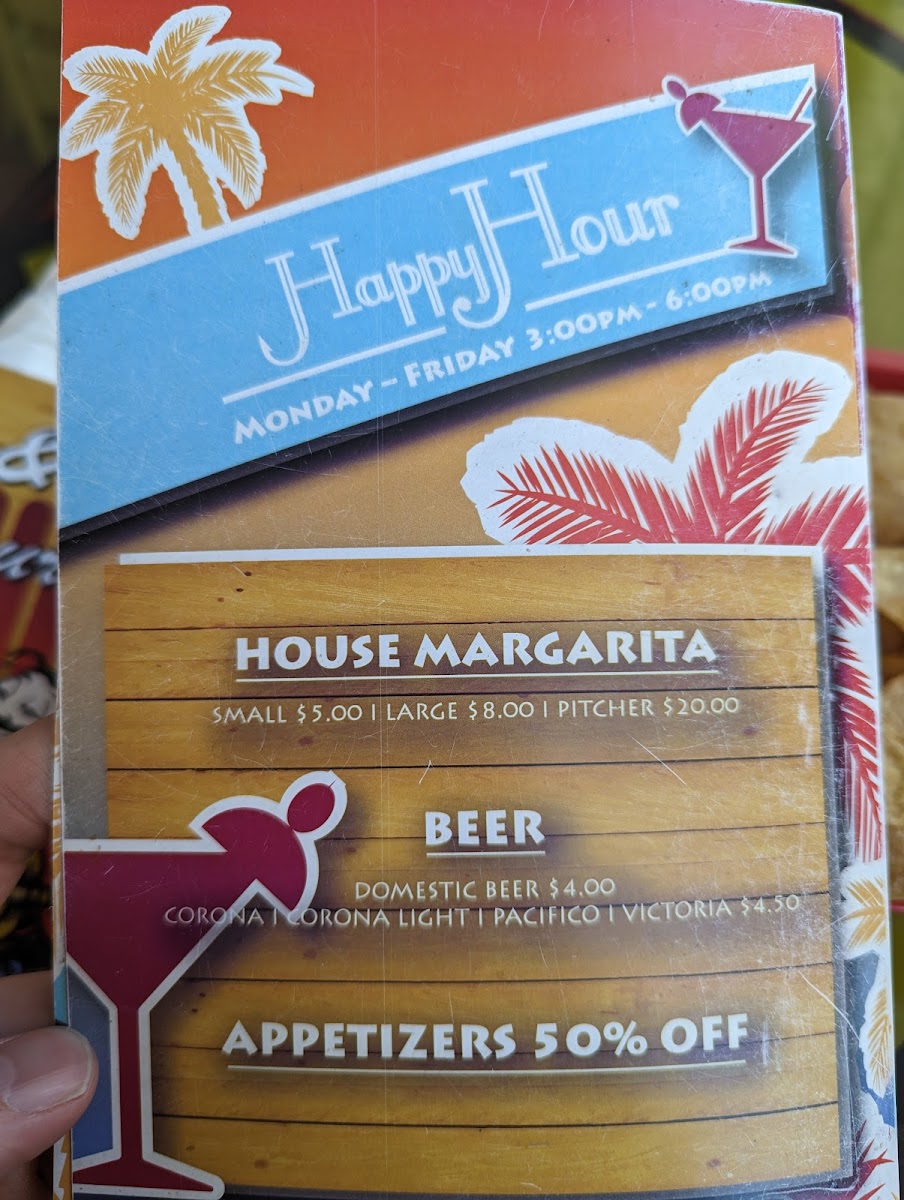 Happy Hour
MONDAY – FRIDAY 3:00PM - 6:00PM
HOUSE MARGARITA
SMALL $5.00 | LARGE $8.00 | PITCHER $20.00
BEER
DOMESTIC BEER $4.00
CORONA | CORONA LIGHT | PACIFICO | VICTORIA $4.50
APPETIZERS 50% OFF